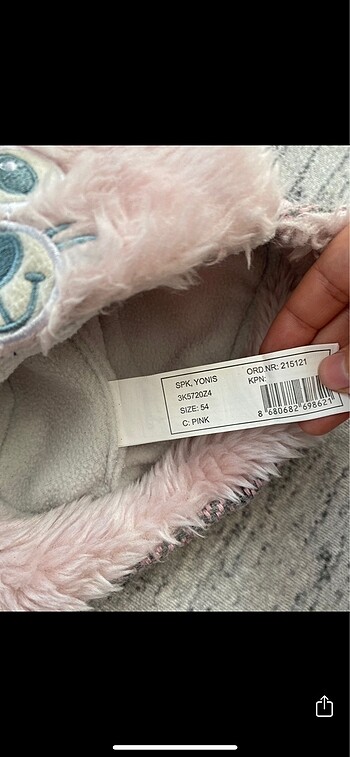 SPK, YONIS
3K5720Z4
SIZE: 54
C: PINK
ORD.NR: 215121
KPN:
8 680682 698621